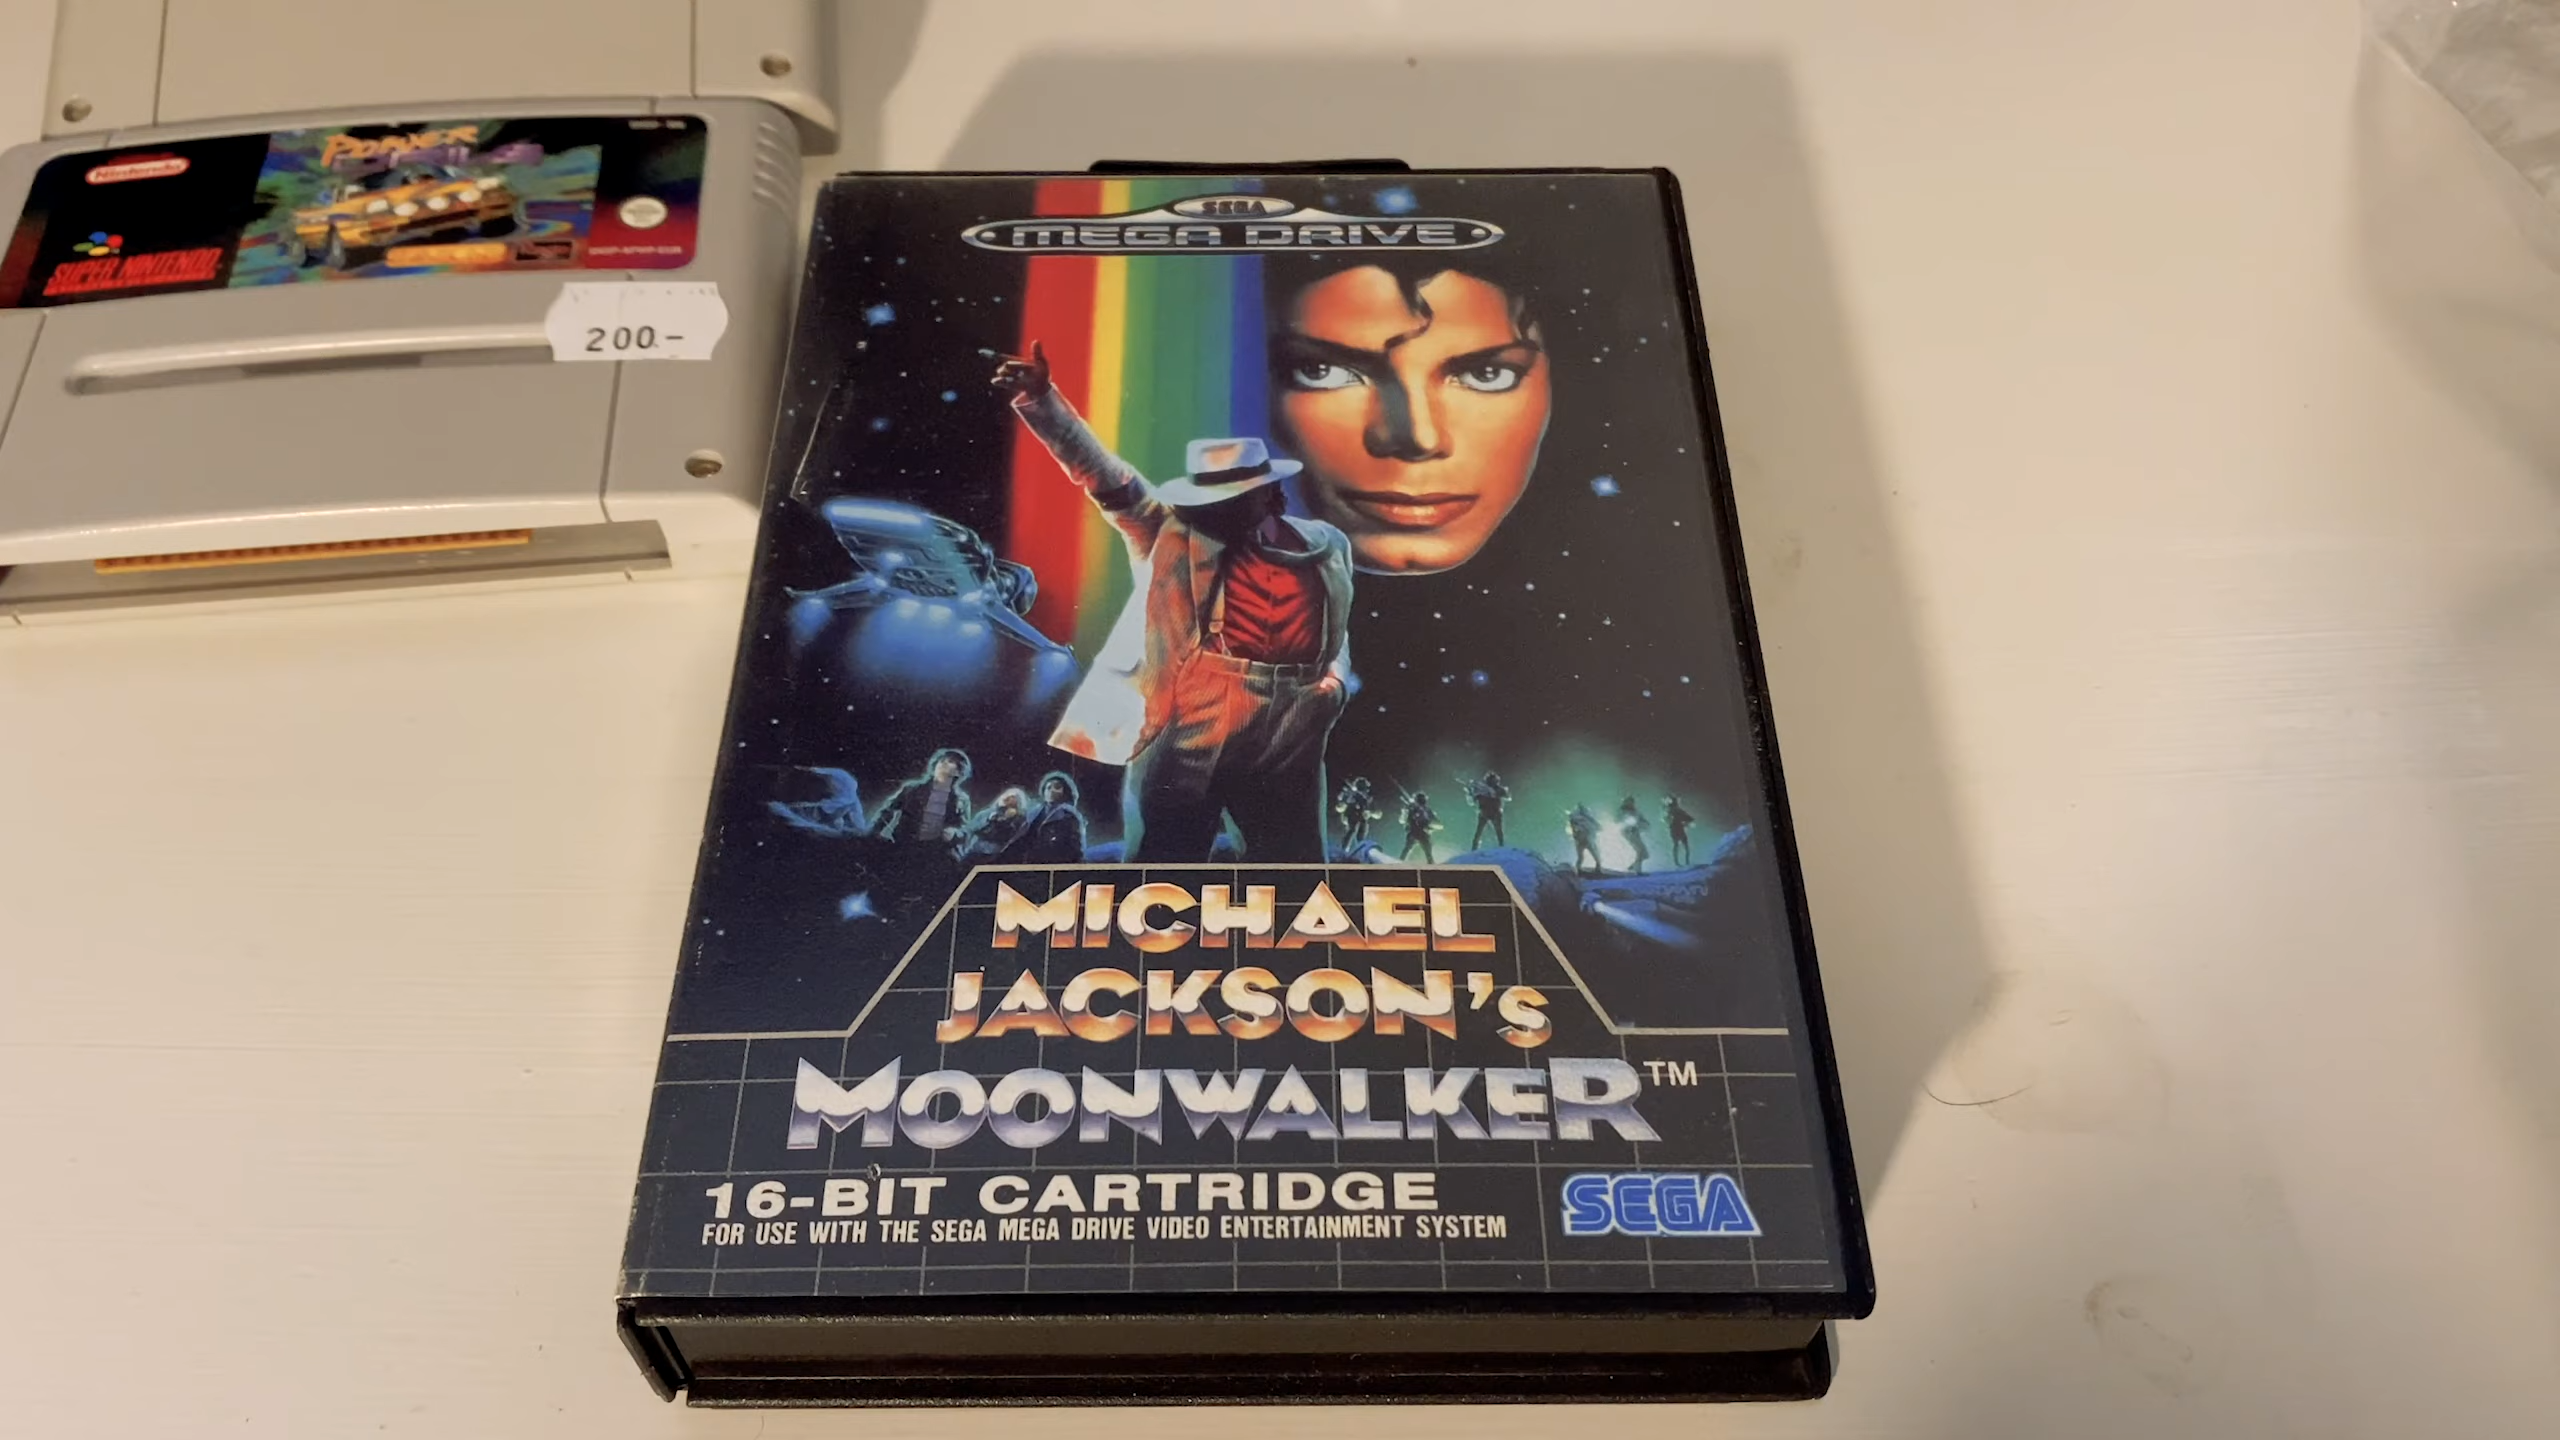 Nintendo
POWER
SUPER NINTENDO
200.-
SEGA
MEGA DRIVE
MICHAEL
JACKSON's
MOONWALKER™
16-BIT CARTRIDGE
FOR USE WITH THE SEGA MEGA DRIVE VIDEO ENTERTAINMENT SYSTEM
SEGA